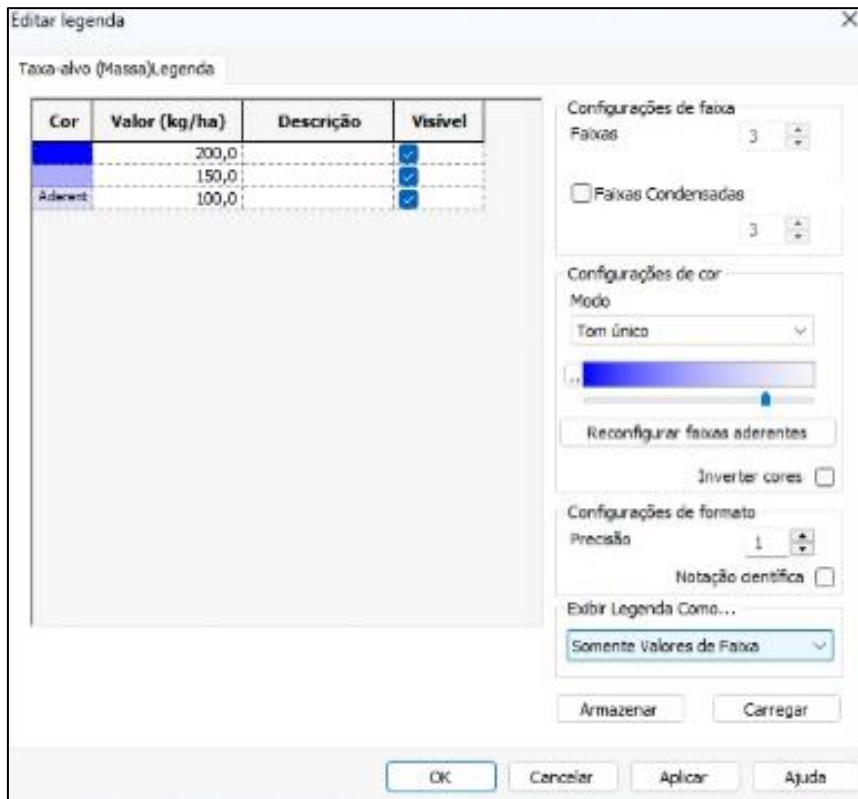 Editar legenda
Taxa-alvo (Massa)Legenda
Cor Valor (kg/ha) Descrição Visível
200,0
150,0
Aderent 100,0
Configurações de faixa
Faixas 3
Faixas Condensadas
3
Configurações de cor
Modo
Tom único
..
Reconfigurar faixas aderentes
Inverter cores
Configurações de formato
Precisão 1
Notação científica
Exibir Legenda Como...
Somente Valores de Faixa
Armazenar Carregar
OK Cancelar Aplicar Ajuda